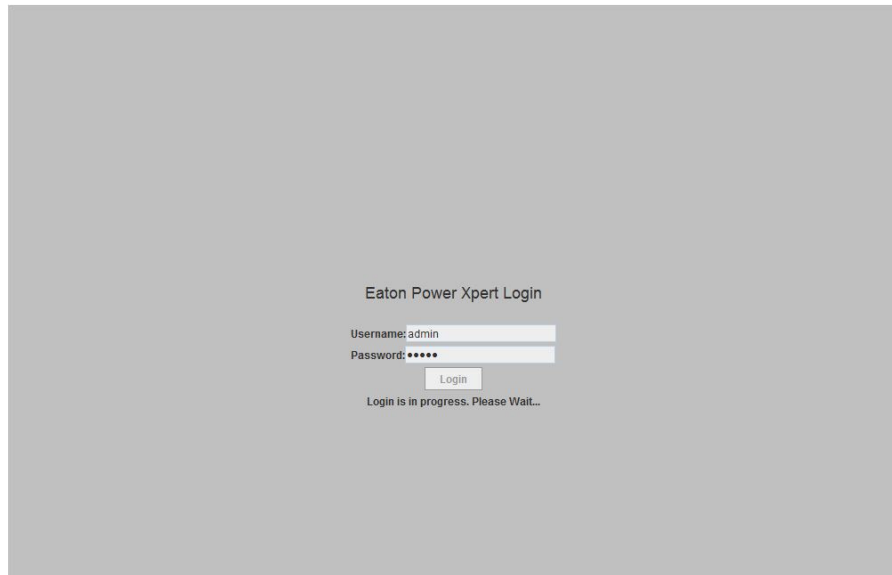 Eaton Power Xpert Login
Username: admin
Password: •••••
Login
Login is in progress. Please Wait...